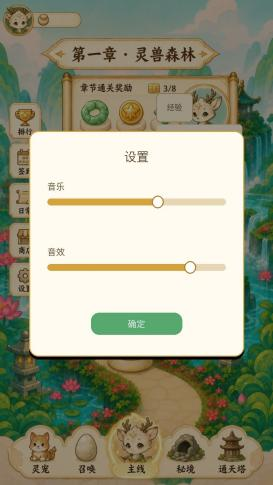 第一章 · 灵兽森林
章节通关奖励
3/8
经验
排行
签到
日常
商店
设置
设置
音乐
音效
确定
灵宠
召唤
主线
秘境
通天塔